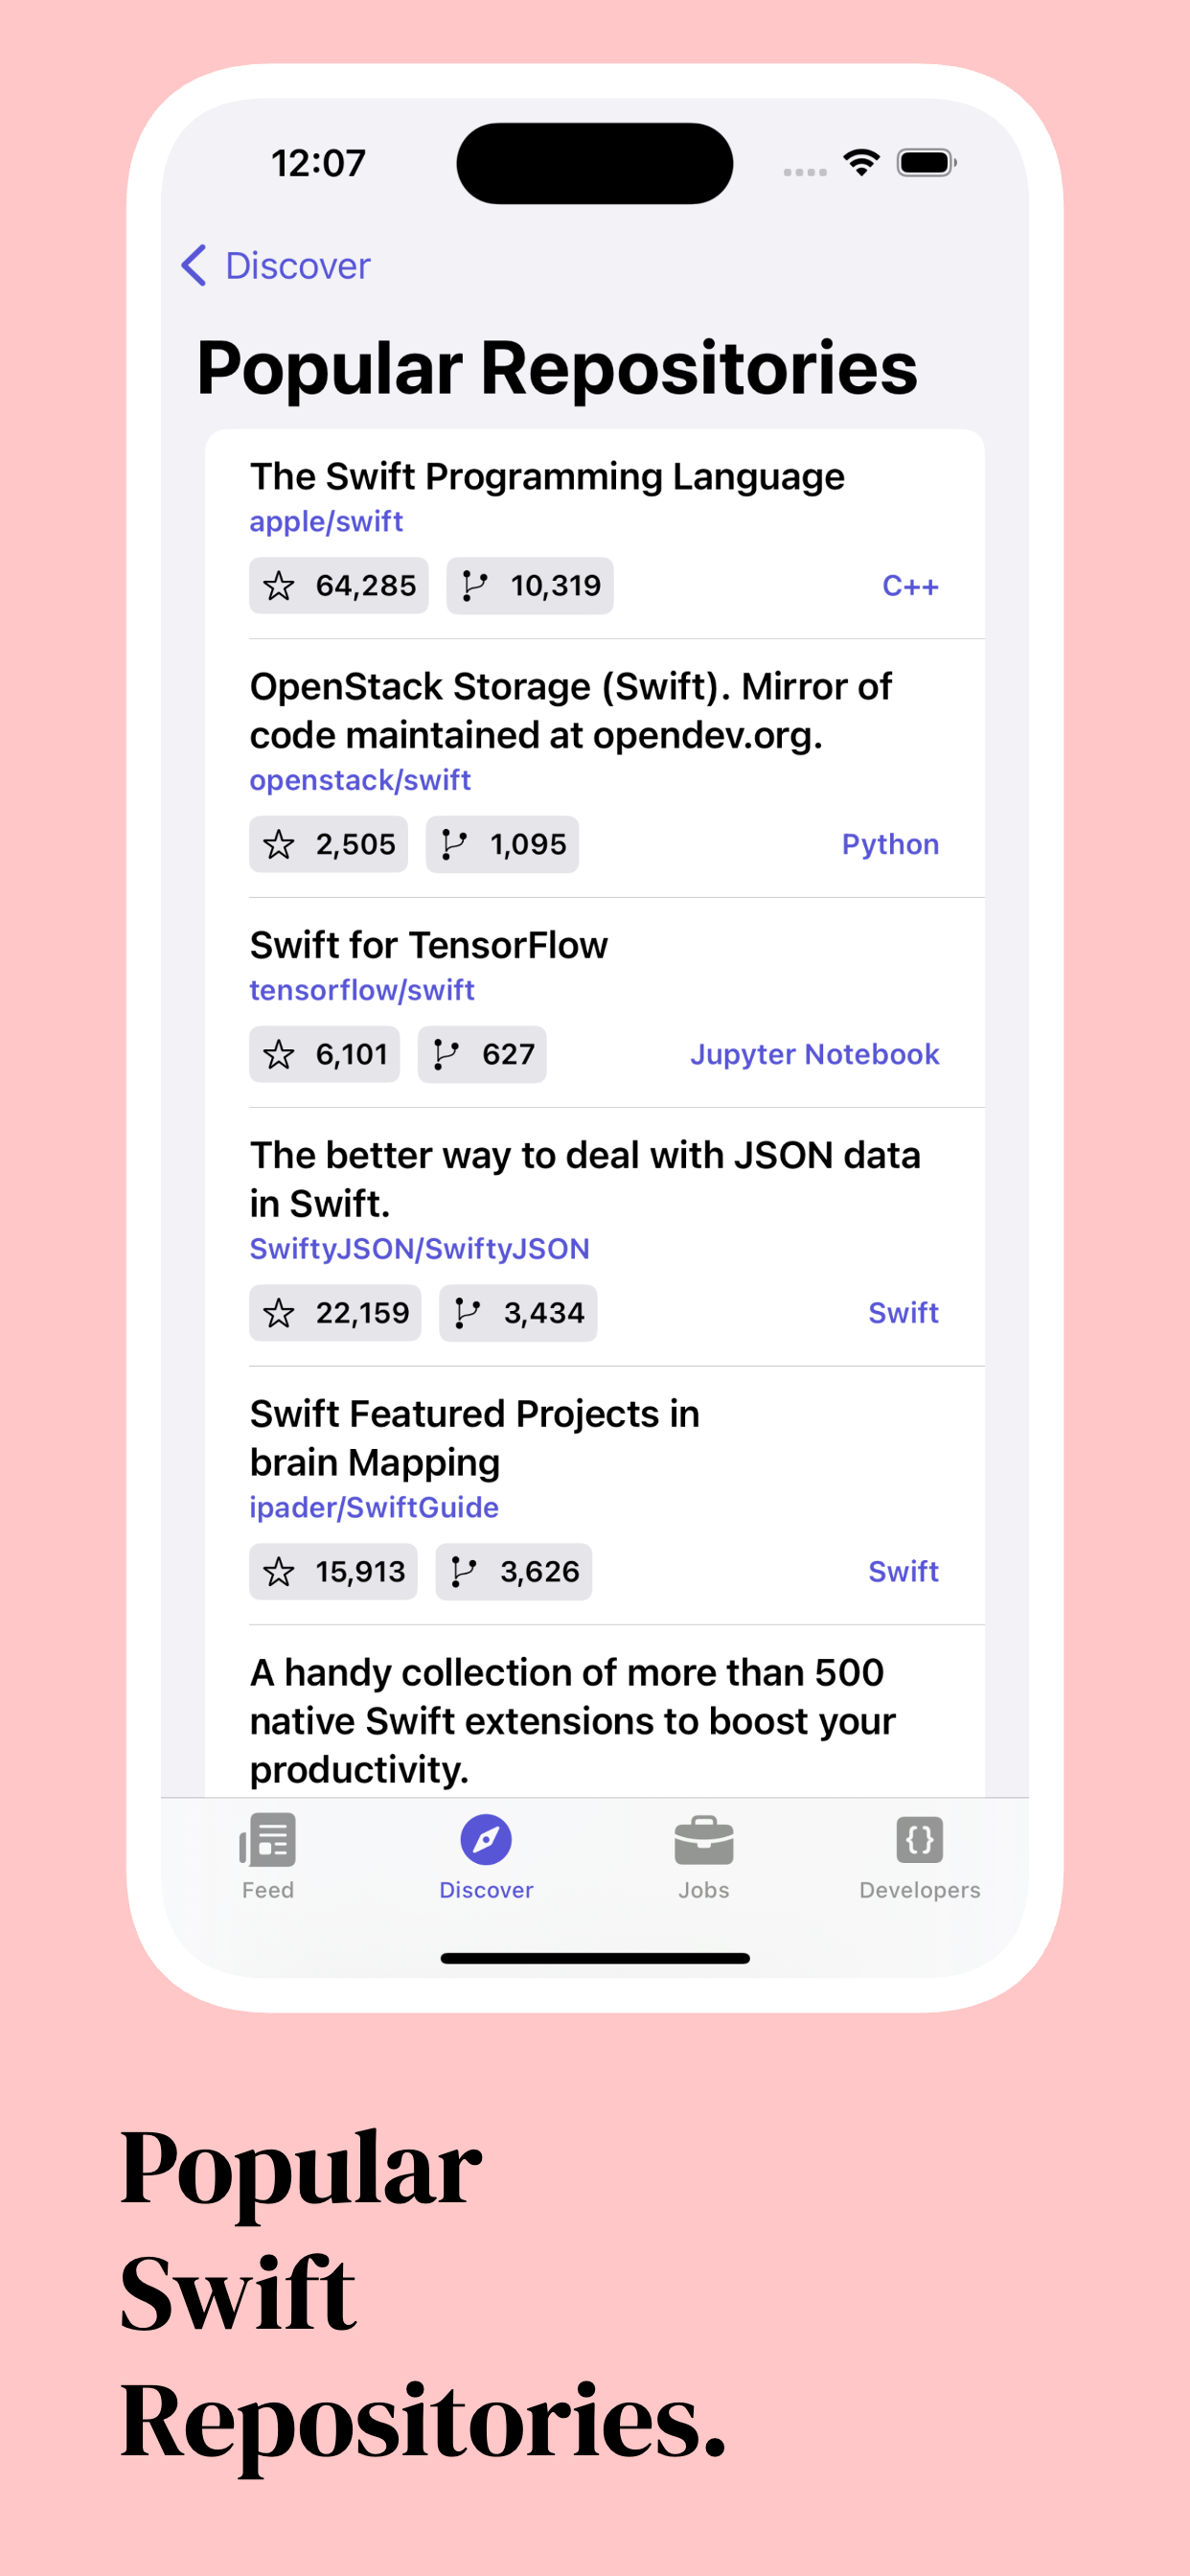 12:07
Discover
Popular Repositories
The Swift Programming Language
apple/swift
64,285 10,319 C++
OpenStack Storage (Swift). Mirror of
code maintained at opendev.org.
openstack/swift
2,505 1,095 Python
Swift for TensorFlow
tensorflow/swift
6,101 627 Jupyter Notebook
The better way to deal with JSON data
in Swift.
SwiftyJSON/SwiftyJSON
22,159 3,434 Swift
Swift Featured Projects in
brain Mapping
ipader/SwiftGuide
15,913 3,626 Swift
A handy collection of more than 500
native Swift extensions to boost your
productivity.
Feed Discover Jobs Developers
Popular
Swift
Repositories.